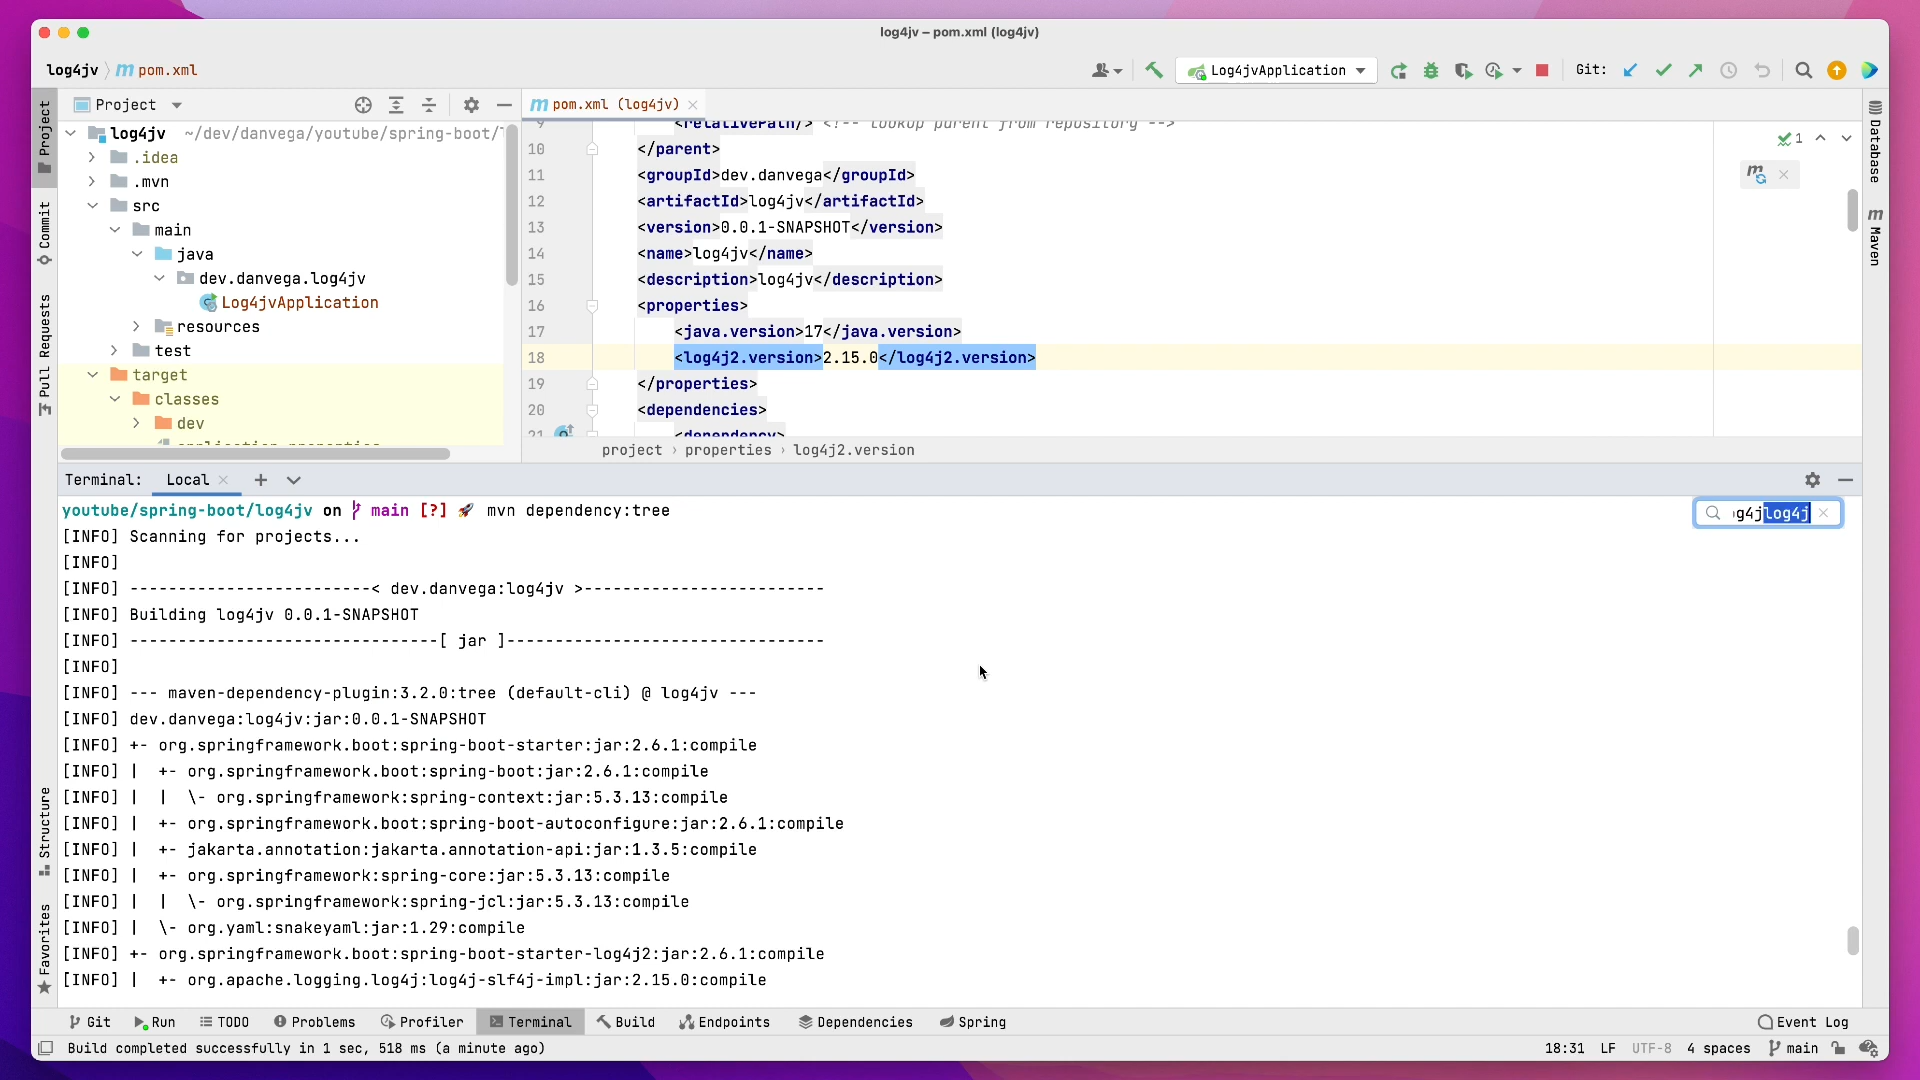 log4jv – pom.xml (log4jv)
log4jv
m pom.xml
Log4jvApplication
Git:
Project
pom.xml (log4jv)
log4jv ~/dev/danvega/youtube/spring-boot/
.idea
.mvn
src
main
java
dev.danvega.log4jv
Log4jvApplication
resources
test
target
classes
dev
9 <relativePath/> <!-- lookup parent from repository -->
10 </parent>
11 <groupId>dev.danvega</groupId>
12 <artifactId>log4jv</artifactId>
13 <version>0.0.1-SNAPSHOT</version>
14 <name>log4jv</name>
15 <description>log4jv</description>
16 <properties>
17 <java.version>17</java.version>
18 <log4j2.version>2.15.0</log4j2.version>
19 </properties>
20 <dependencies>
21 <dependency>
1
project › properties › log4j2.version
Project
Commit
Pull Requests
Structure
Favorites
Database
m Maven
Terminal: Local
youtube/spring-boot/log4jv on main [?] 🚀 mvn dependency:tree
og4jlog4j
[INFO] Scanning for projects...
[INFO]
[INFO] -------------------------< dev.danvega:log4jv >-------------------------
[INFO] Building log4jv 0.0.1-SNAPSHOT
[INFO] --------------------------------[ jar ]---------------------------------
[INFO]
[INFO] --- maven-dependency-plugin:3.2.0:tree (default-cli) @ log4jv ---
[INFO] dev.danvega:log4jv:jar:0.0.1-SNAPSHOT
[INFO] +- org.springframework.boot:spring-boot-starter:jar:2.6.1:compile
[INFO] |  +- org.springframework.boot:spring-boot:jar:2.6.1:compile
[INFO] |  |  \- org.springframework:spring-context:jar:5.3.13:compile
[INFO] |  +- org.springframework.boot:spring-boot-autoconfigure:jar:2.6.1:compile
[INFO] |  +- jakarta.annotation:jakarta.annotation-api:jar:1.3.5:compile
[INFO] |  +- org.springframework:spring-core:jar:5.3.13:compile
[INFO] |  |  \- org.springframework:spring-jcl:jar:5.3.13:compile
[INFO] |  \- org.yaml:snakeyaml:jar:1.29:compile
[INFO] +- org.springframework.boot:spring-boot-starter-log4j2:jar:2.6.1:compile
[INFO] |  +- org.apache.logging.log4j:log4j-slf4j-impl:jar:2.15.0:compile
Git Run TODO Problems Profiler Terminal Build Endpoints Dependencies Spring Event Log
Build completed successfully in 1 sec, 518 ms (a minute ago) 18:31 LF UTF-8 4 spaces main